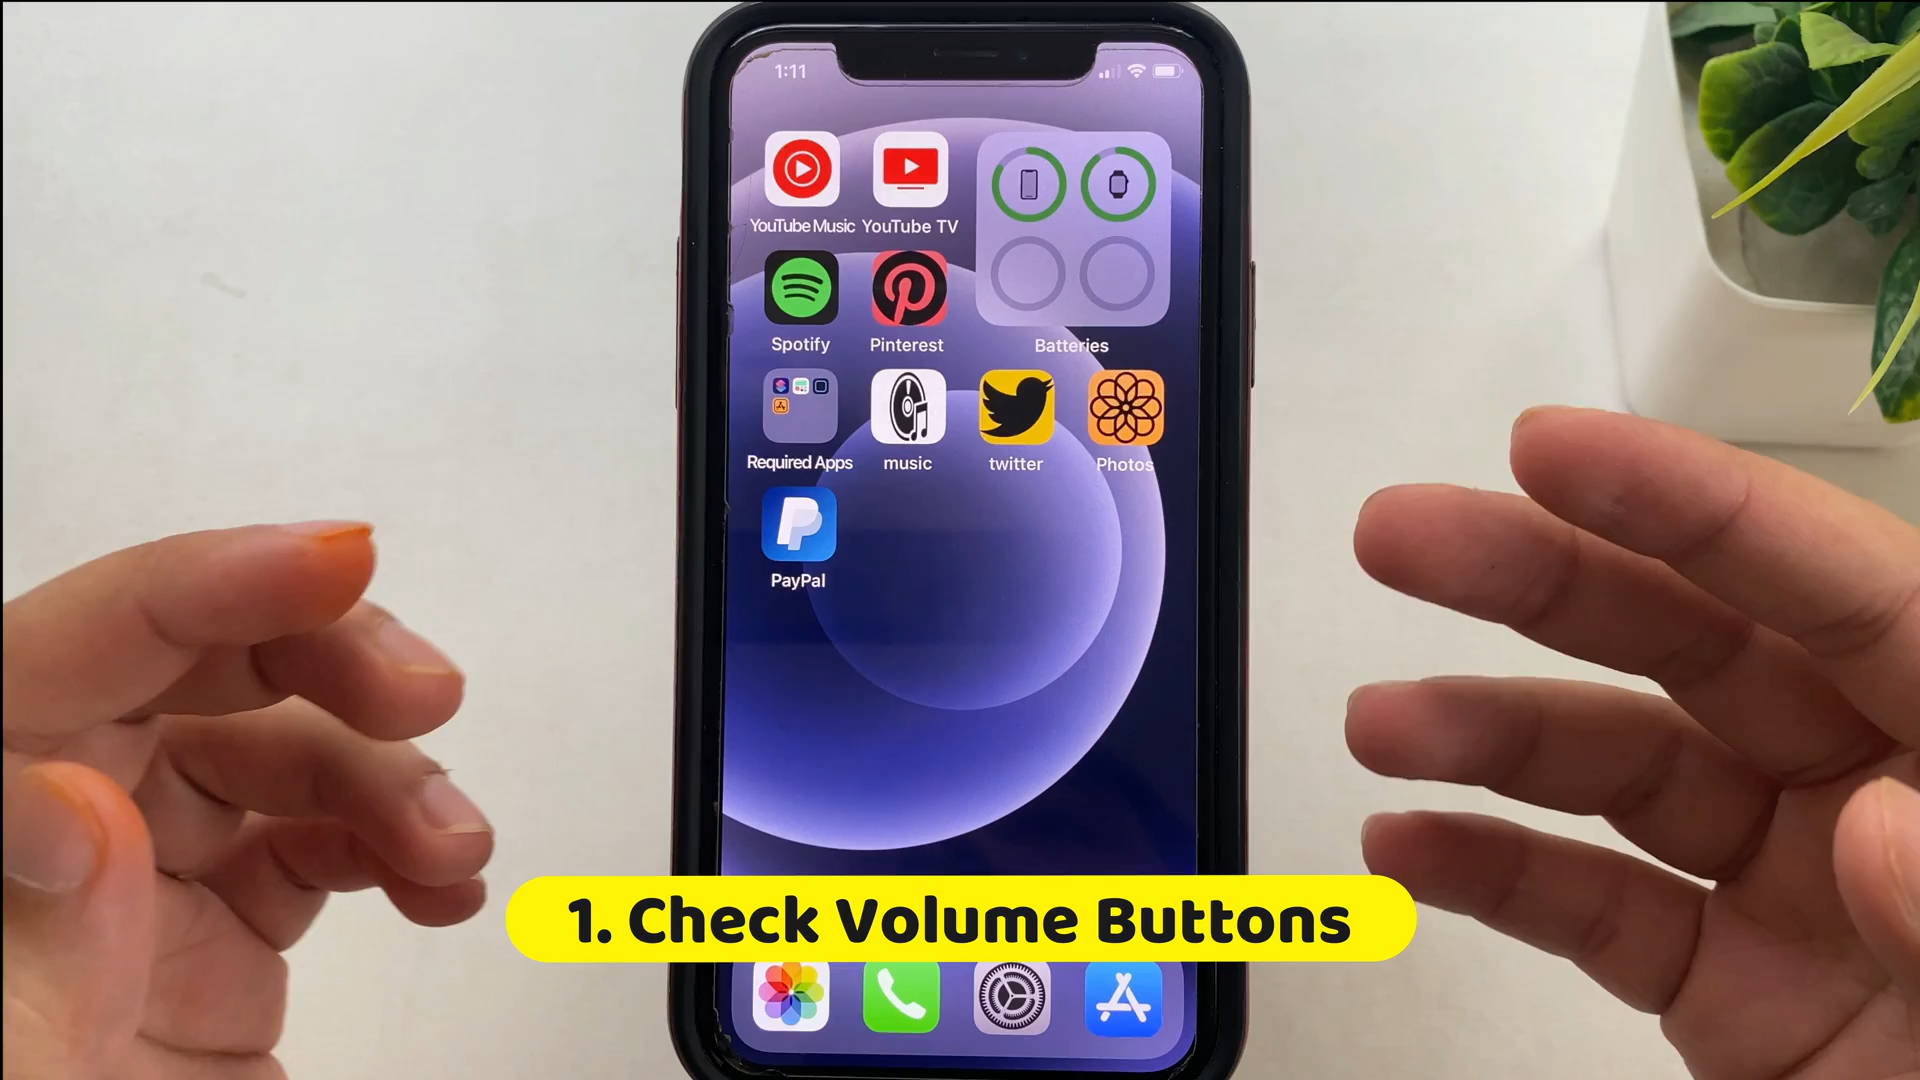 1:11
YouTube Music YouTube TV
Spotify Pinterest Batteries
Required Apps music twitter Photos
PayPal
1. Check Volume Buttons